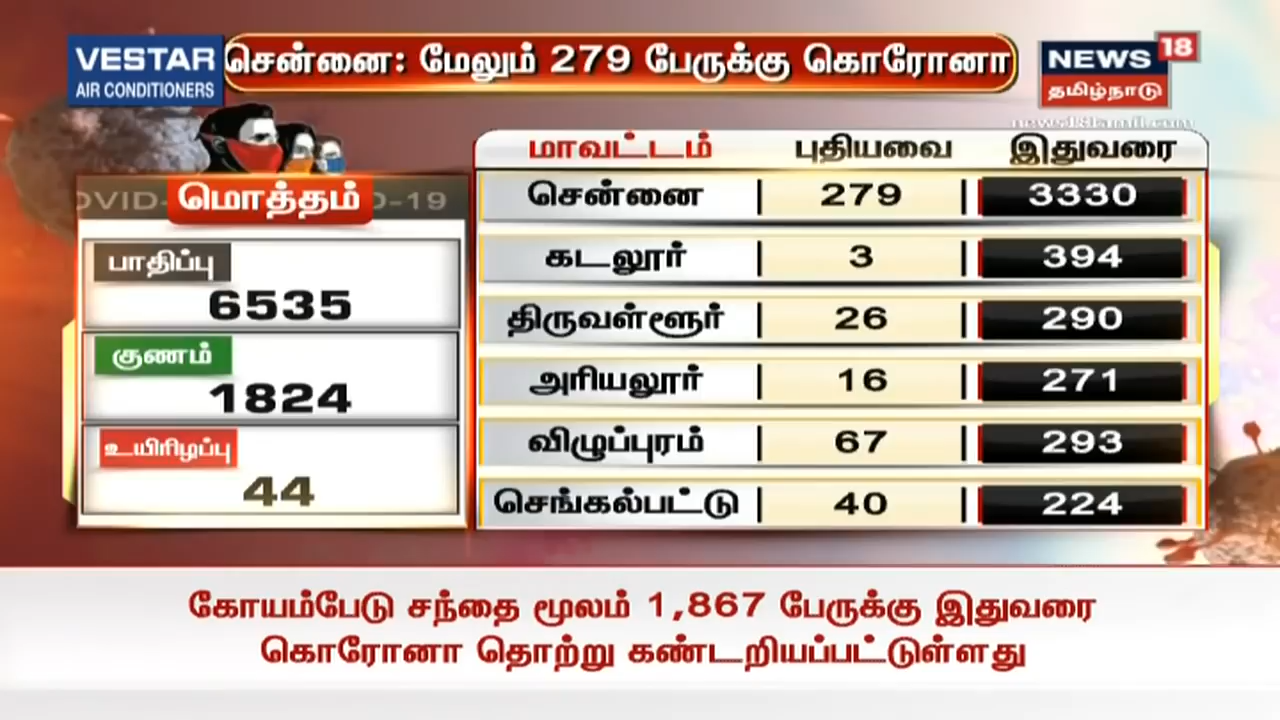 VESTAR
AIR CONDITIONERS
சென்னை: மேலும் 279 பேருக்கு கொரோனா
NEWS 18
தமிழ்நாடு
news18tamil.com
மொத்தம்
பாதிப்பு
6535
குணம்
1824
உயிரிழப்பு
44
மாவட்டம் புதியவை இதுவரை
சென்னை 279 3330
கடலூர் 3 394
திருவள்ளூர் 26 290
அரியலூர் 16 271
விழுப்புரம் 67 293
செங்கல்பட்டு 40 224
கோயம்பேடு சந்தை மூலம் 1,867 பேருக்கு இதுவரை
கொரோனா தொற்று கண்டறியப்பட்டுள்ளது